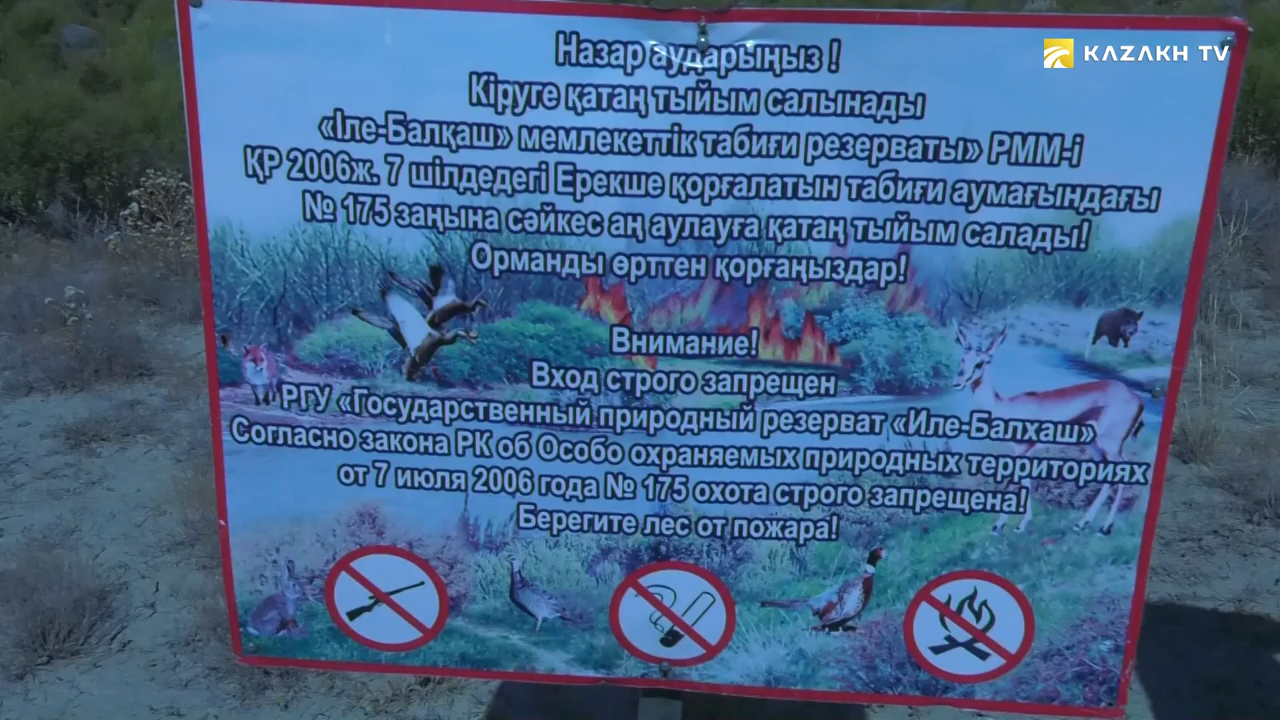 KAZAKH TV
Назар аударыңыз !
Кіруге қатаң тыйым салынады
«Іле-Балқаш» мемлекеттік табиғи резерваты» РММ-і
ҚР 2006ж. 7 шілдедегі Ерекше қорғалатын табиғи аумағындағы
№ 175 заңына сәйкес аң аулауға қатаң тыйым салады!
Орманды өрттен қорғаңыздар!
Внимание!
Вход строго запрещен
РГУ «Государственный природный резерват «Иле-Балхаш»
Согласно закона РК об Особо охраняемых природных территориях
от 7 июля 2006 года № 175 охота строго запрещена!
Берегите лес от пожара!